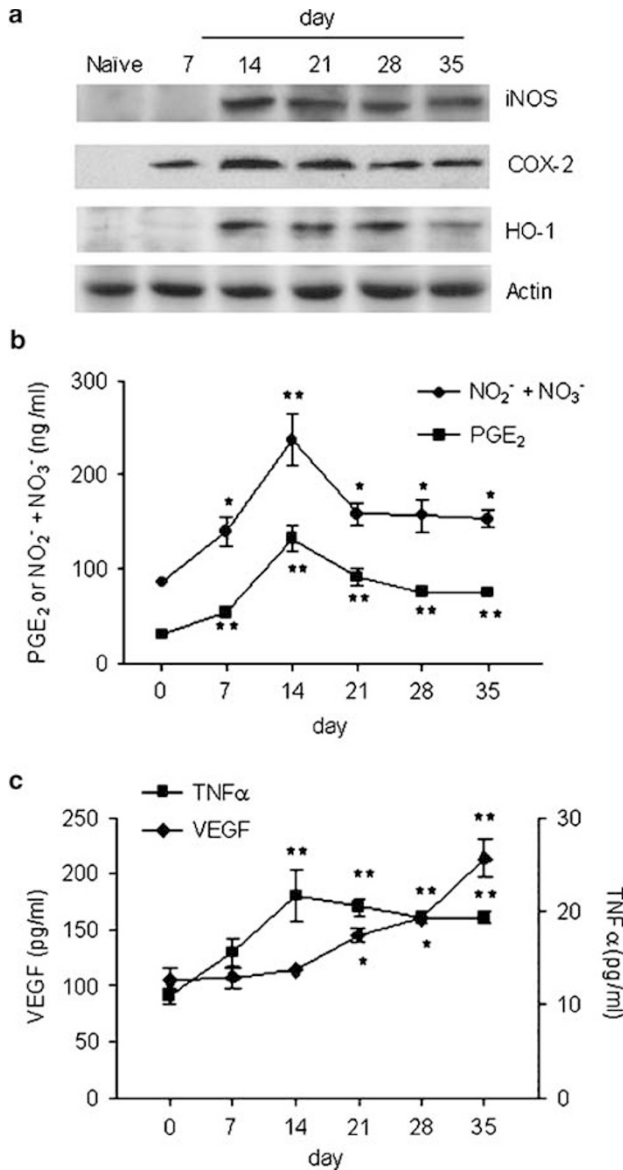 a
day
Naïve 7 14 21 28 35
iNOS
COX-2
HO-1
Actin
b
PGE₂ or NO₂⁻ + NO₃⁻ (ng/ml)
300
200
100
0
NO₂⁻ + NO₃⁻
PGE₂
★★
★
★
★
★
★★
★★
★★
★★
★★
0 7 14 21 28 35
day
c
TNFα
VEGF
VEGF (pg/ml)
250
200
150
100
50
0
★★
★★
★★
★★
★★
★
★
30
20
10
0
TNFα (pg/ml)
0 7 14 21 28 35
day